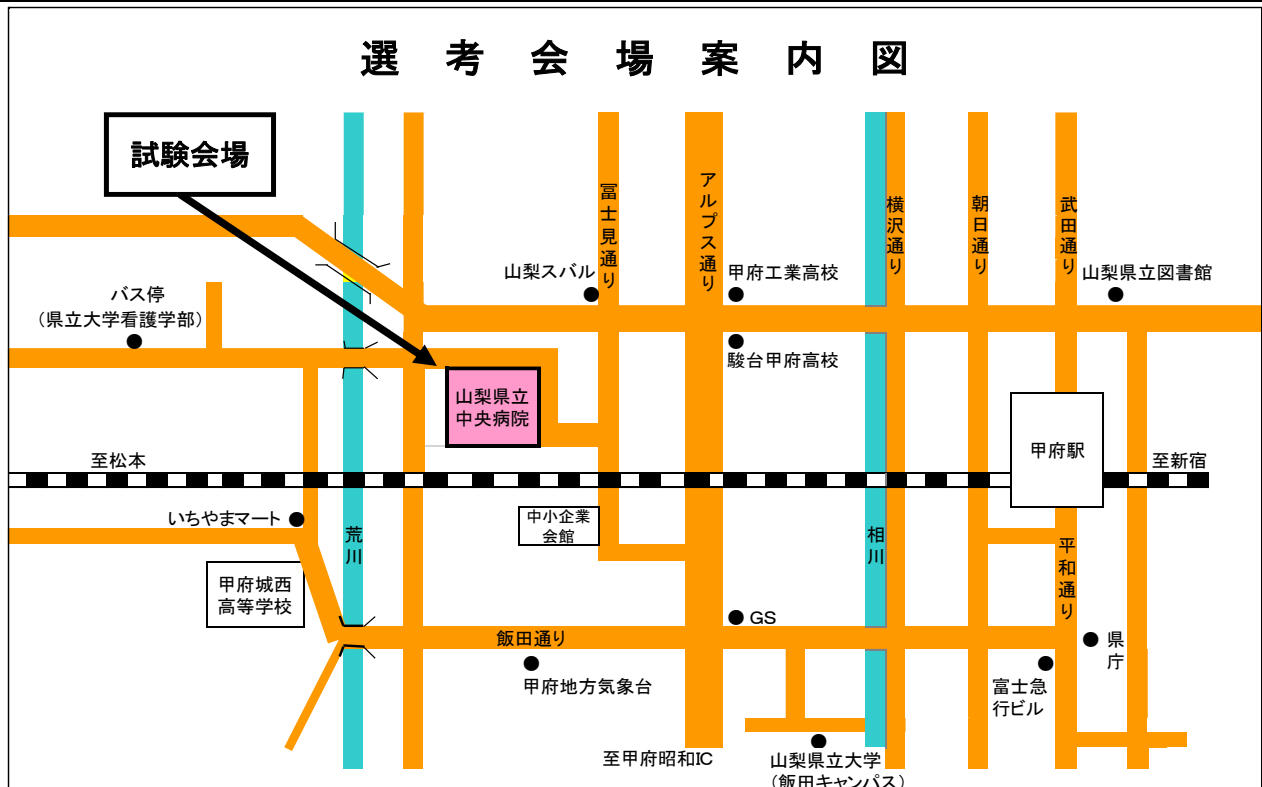 選考会場案内図
試験会場
富士見通り
アルプス通り
横沢通り
朝日通り
武田通り
山梨スバル
甲府工業高校
山梨県立図書館
バス停
（県立大学看護学部）
駿台甲府高校
山梨県立
中央病院
甲府駅
至松本
至新宿
いちやまマート
中小企業
会館
荒川
相川
平和通り
甲府城西
高等学校
GS
飯田通り
県庁
甲府地方気象台
富士急
行ビル
至甲府昭和IC
山梨県立大学
（飯田キャンパス）